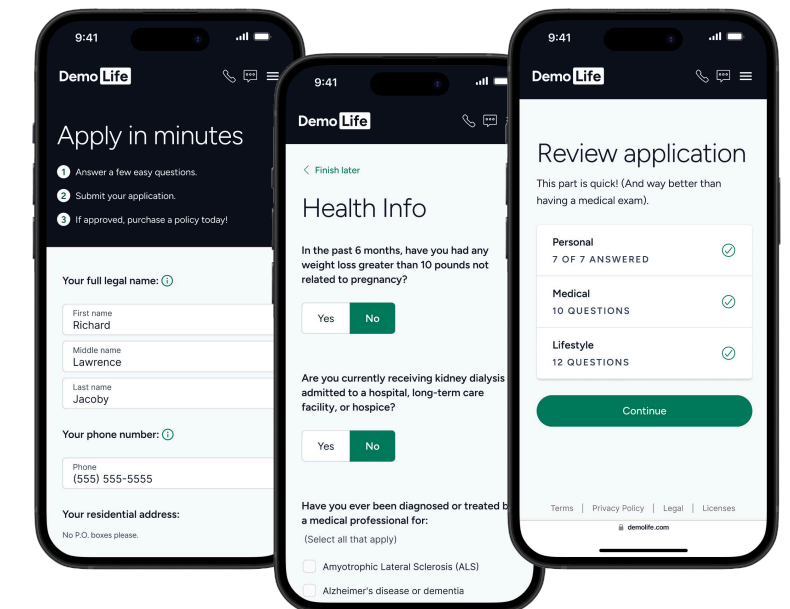 9:41
Demo Life
Apply in minutes
1 Answer a few easy questions.
2 Submit your application.
3 If approved, purchase a policy today!
Your full legal name:
First name
Richard
Middle name
Lawrence
Last name
Jacoby
Your phone number:
Phone
(555) 555-5555
Your residential address:
No P.O. boxes please.
9:41
Demo Life
< Finish later
Health Info
In the past 6 months, have you had any
weight loss greater than 10 pounds not
related to pregnancy?
Yes No
Are you currently receiving kidney dialysis
admitted to a hospital, long-term care
facility, or hospice?
Yes No
Have you ever been diagnosed or treated
a medical professional for:
(Select all that apply)
Amyotrophic Lateral Sclerosis (ALS)
Alzheimer's disease or dementia
9:41
Demo Life
Review application
This part is quick! (And way better than
having a medical exam).
Personal
7 OF 7 ANSWERED
Medical
10 QUESTIONS
Lifestyle
12 QUESTIONS
Continue
Terms | Privacy Policy | Legal | Licenses
demolife.com